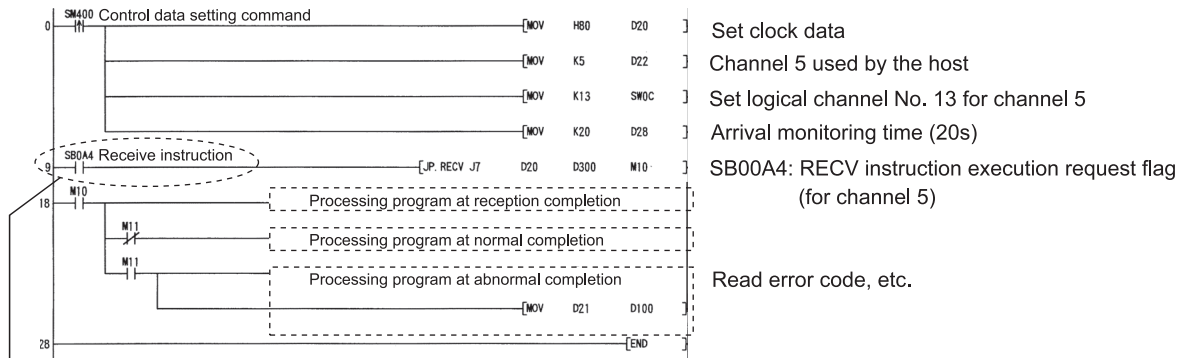 SM400 Control data setting command
0 [MOV H80 D20 ] Set clock data
[MOV K5 D22 ] Channel 5 used by the host
[MOV K13 SW0C ] Set logical channel No. 13 for channel 5
[MOV K20 D28 ] Arrival monitoring time (20s)
SB0A4 Receive instruction
9 [JP. RECV J7 D20 D300 M10 ] SB00A4: RECV instruction execution request flag
(for channel 5)
M10
18 Processing program at reception completion
M11
Processing program at normal completion
M11
Processing program at abnormal completion Read error code, etc.
[MOV D21 D100 ]
28 [END ]